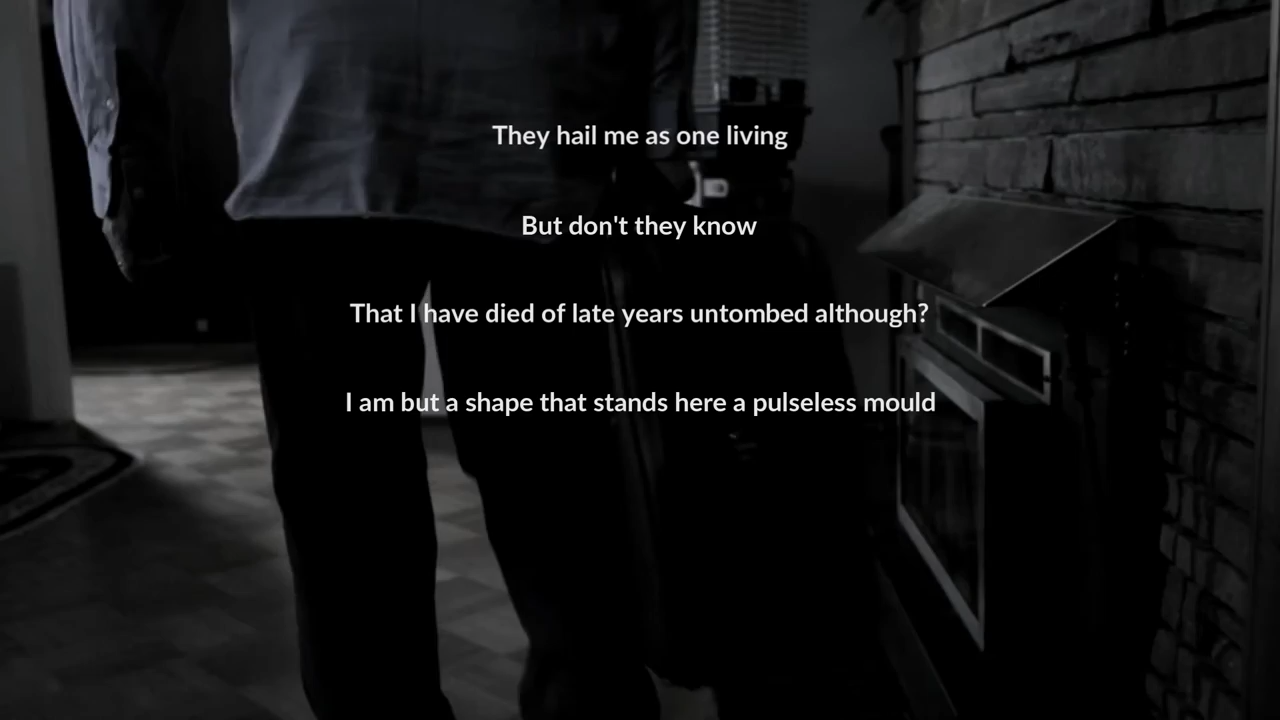 They hail me as one living
But don't they know
That I have died of late years untombed although?
I am but a shape that stands here a pulseless mould